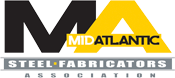 MA
MIDATLANTIC
STEEL★FABRICATORS
ASSOCIATION